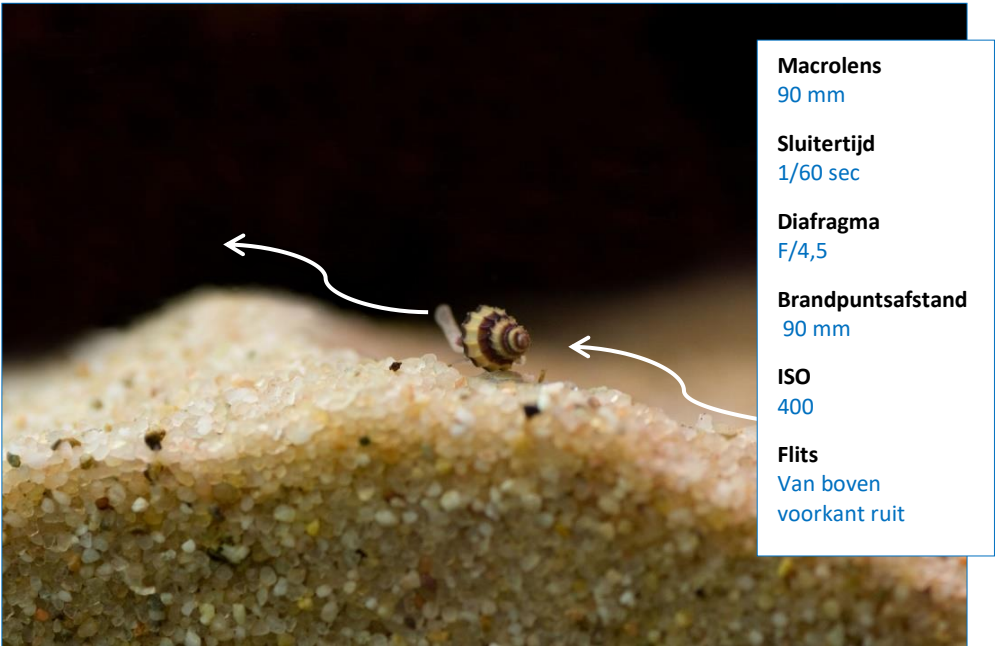 Macrolens
90 mm
Sluitertijd
1/60 sec
Diafragma
F/4,5
Brandpuntsafstand
90 mm
ISO
400
Flits
Van boven
voorkant ruit